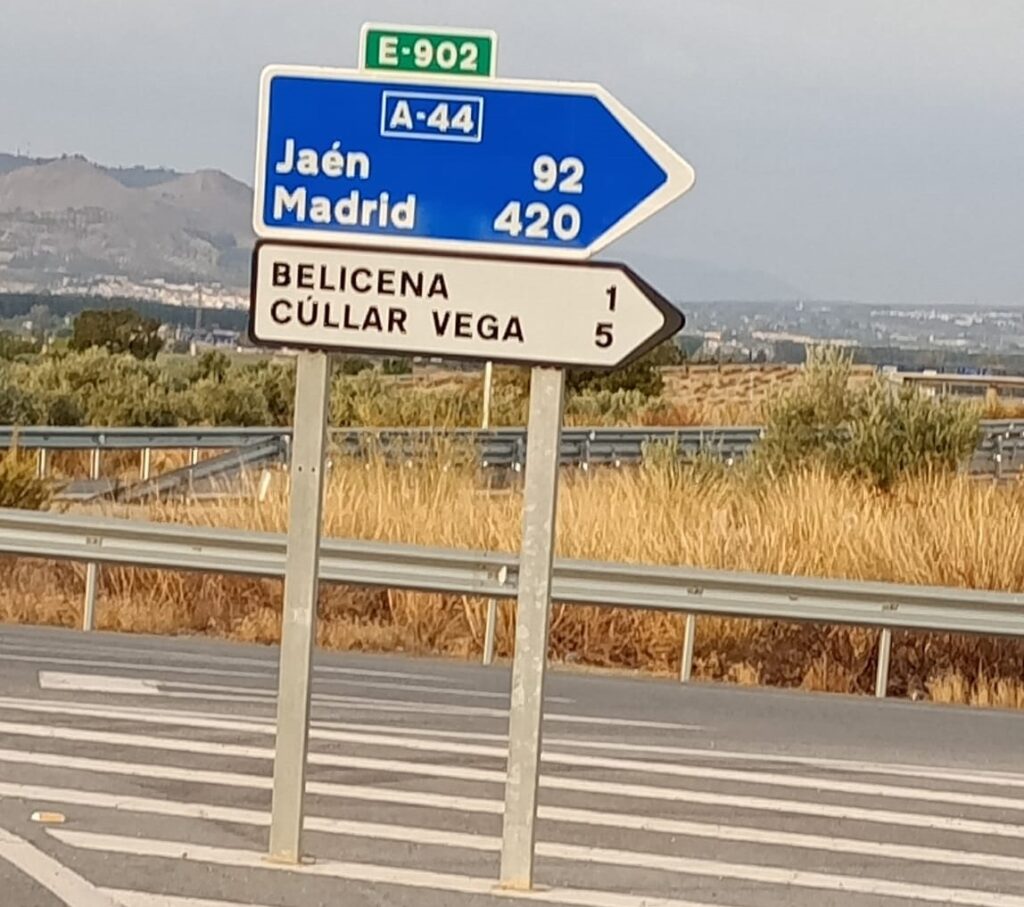 E-902
A-44
Jaén 92
Madrid 420
BELICENA 1
CÚLLAR VEGA 5